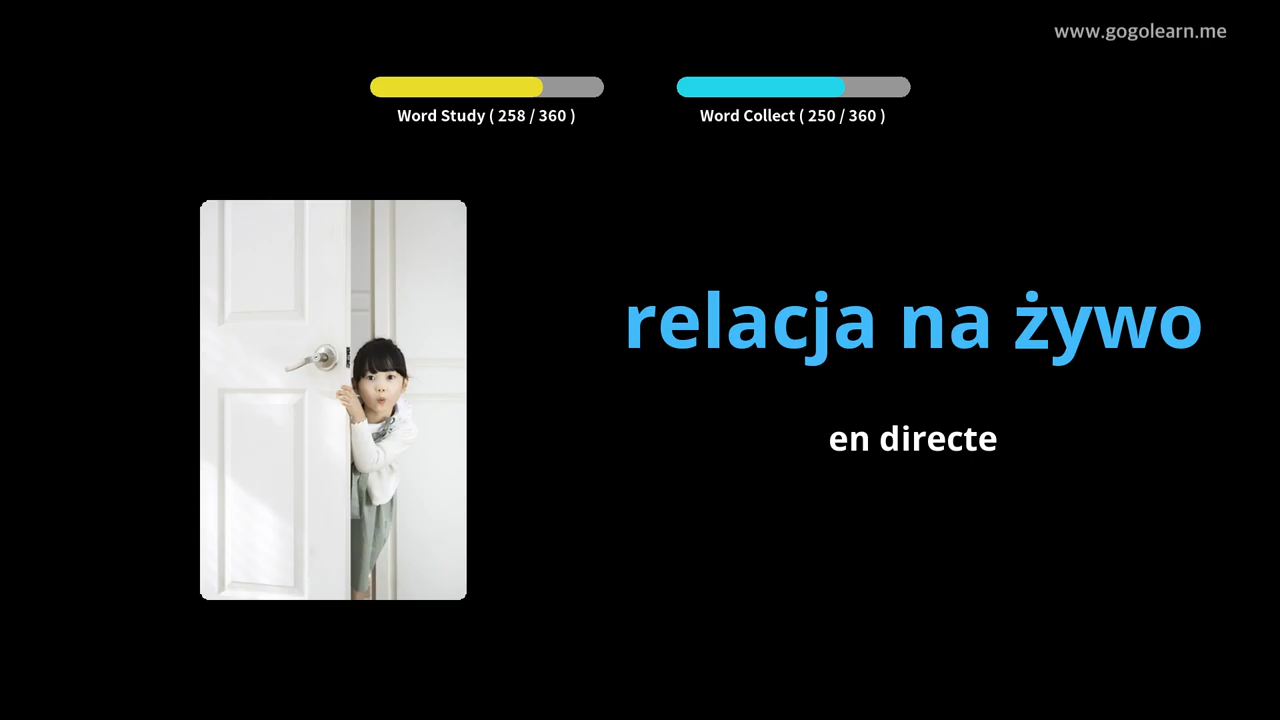 www.gogolearn.me
Word Study ( 258 / 360 )
Word Collect ( 250 / 360 )
relacja na żywo
en directe